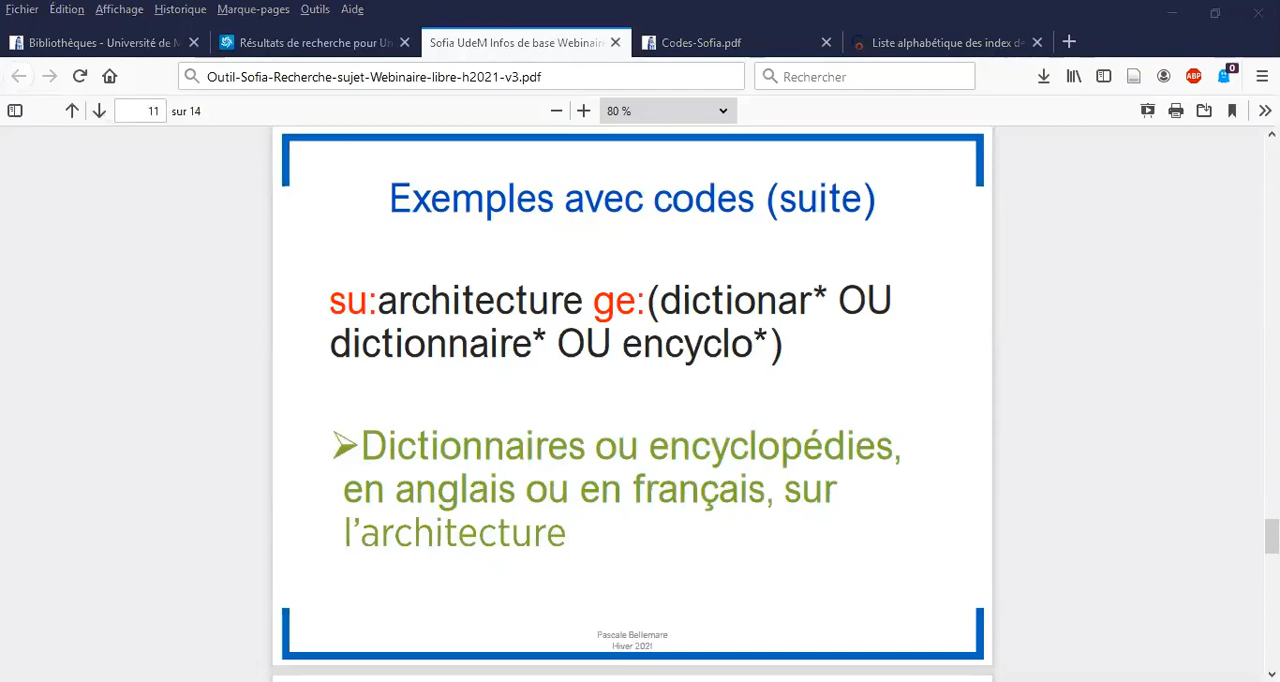 Fichier Édition Affichage Historique Marque-pages Outils Aide
Bibliothèques - Université de M Résultats de recherche pour Un Sofia UdeM Infos de base Webinair Codes-Sofia.pdf Liste alphabétique des index de
Outil-Sofia-Recherche-sujet-Webinaire-libre-h2021-v3.pdf Rechercher ABP 0
11 sur 14 80 %
Exemples avec codes (suite)
su:architecture ge:(dictionar* OU
dictionnaire* OU encyclo*)
➢Dictionnaires ou encyclopédies,
en anglais ou en français, sur
l’architecture
Pascale Bellemare
Hiver 2021